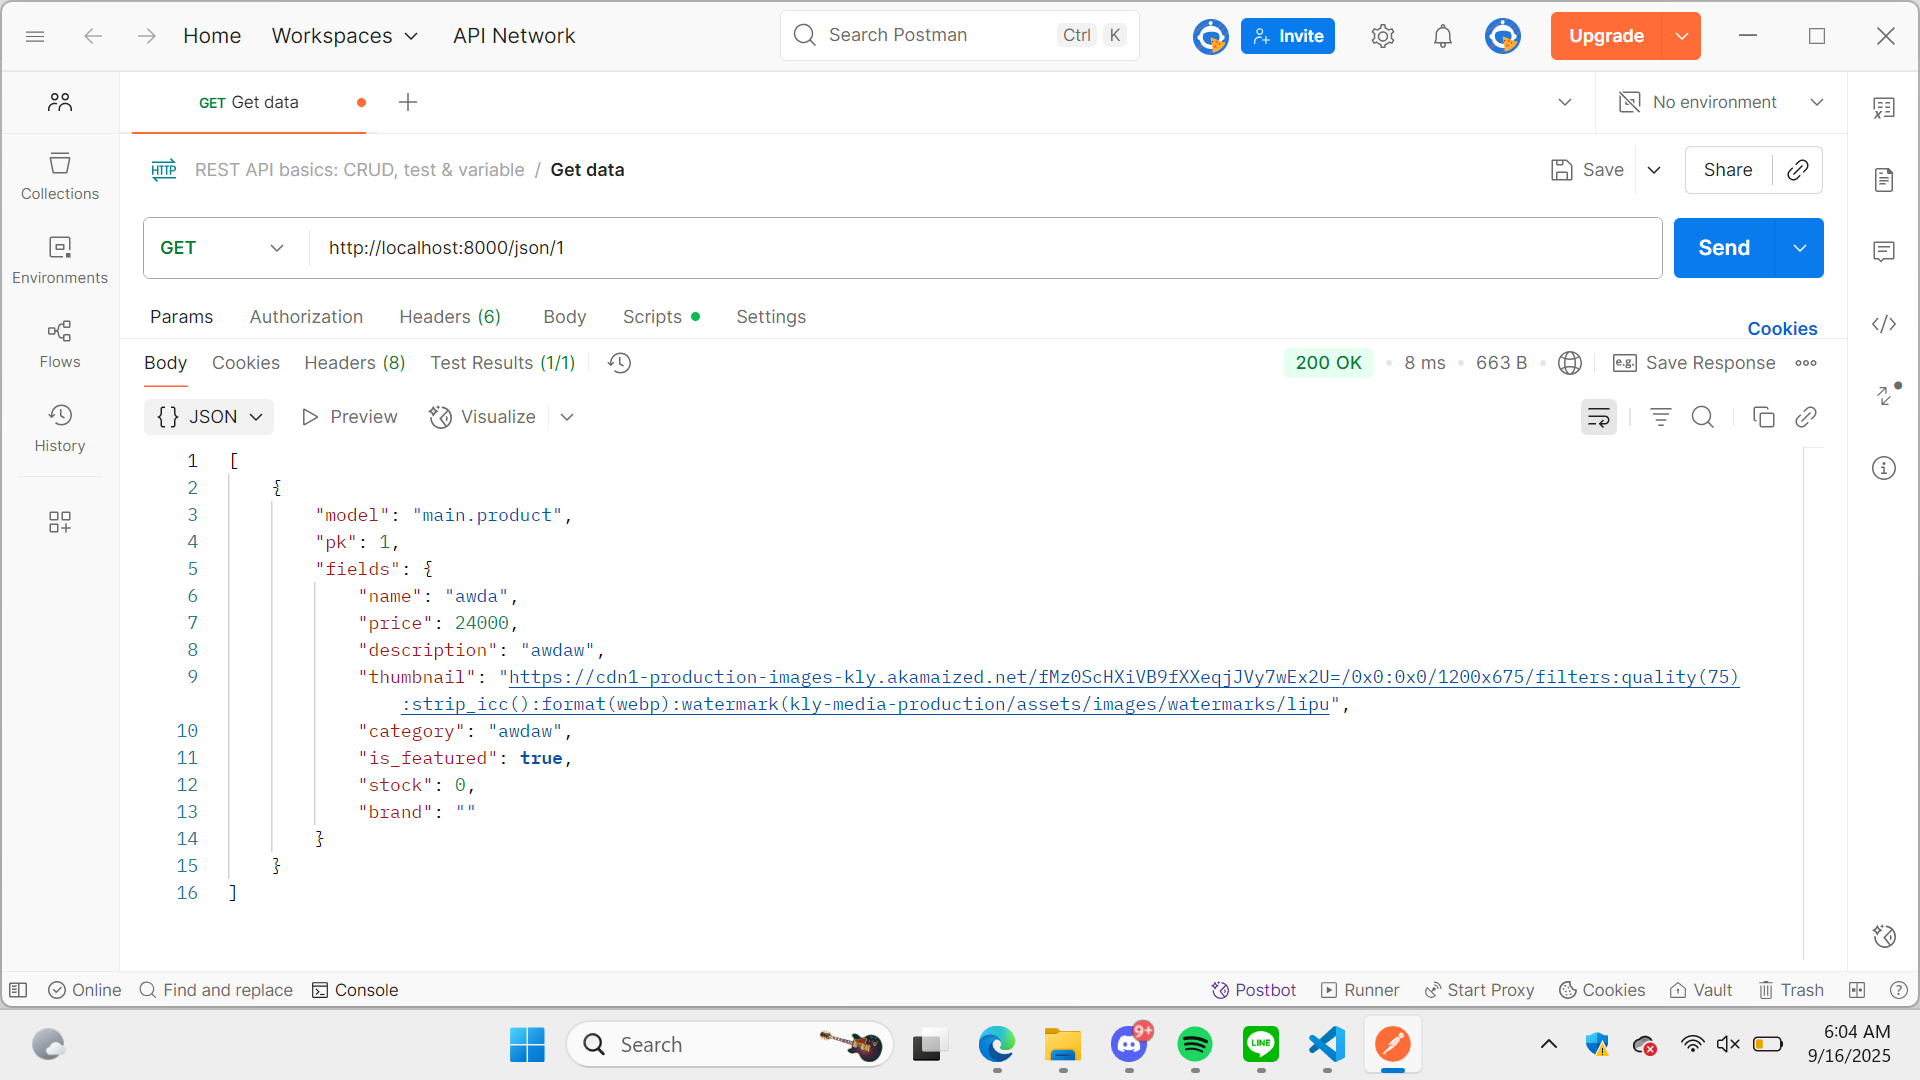 Home Workspaces API Network Search Postman Ctrl K Invite Upgrade
GET Get data No environment
HTTP REST API basics: CRUD, test & variable / Get data Save Share
Collections
GET http://localhost:8000/json/1 Send
Environments
Params Authorization Headers (6) Body Scripts Settings
Cookies
Flows
Body Cookies Headers (8) Test Results (1/1) 200 OK 8 ms 663 B e.g. Save Response
{} JSON Preview Visualize
History
1 [
2 {
3 "model": "main.product",
4 "pk": 1,
5 "fields": {
6 "name": "awda",
7 "price": 24000,
8 "description": "awdaw",
9 "thumbnail": "https://cdn1-production-images-kly.akamaized.net/fMz0ScHXiVB9fXXeqjJVy7wEx2U=/0x0:0x0/1200x675/filters:quality(75)
:strip_icc():format(webp):watermark(kly-media-production/assets/images/watermarks/lipu",
10 "category": "awdaw",
11 "is_featured": true,
12 "stock": 0,
13 "brand": ""
14 }
15 }
16 ]
Online Find and replace Console Postbot Runner Start Proxy Cookies Vault Trash
Search 9+ LINE 6:04 AM
9/16/2025